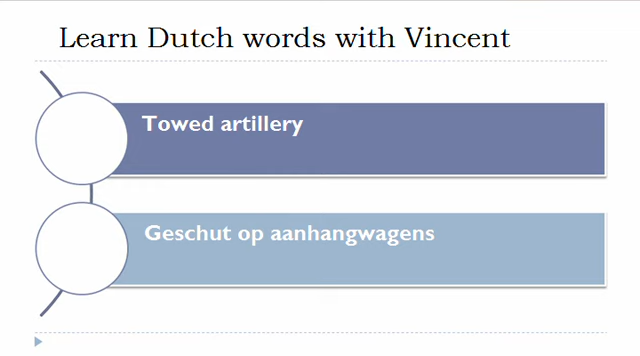 Learn Dutch words with Vincent
Towed artillery
Geschut op aanhangwagens